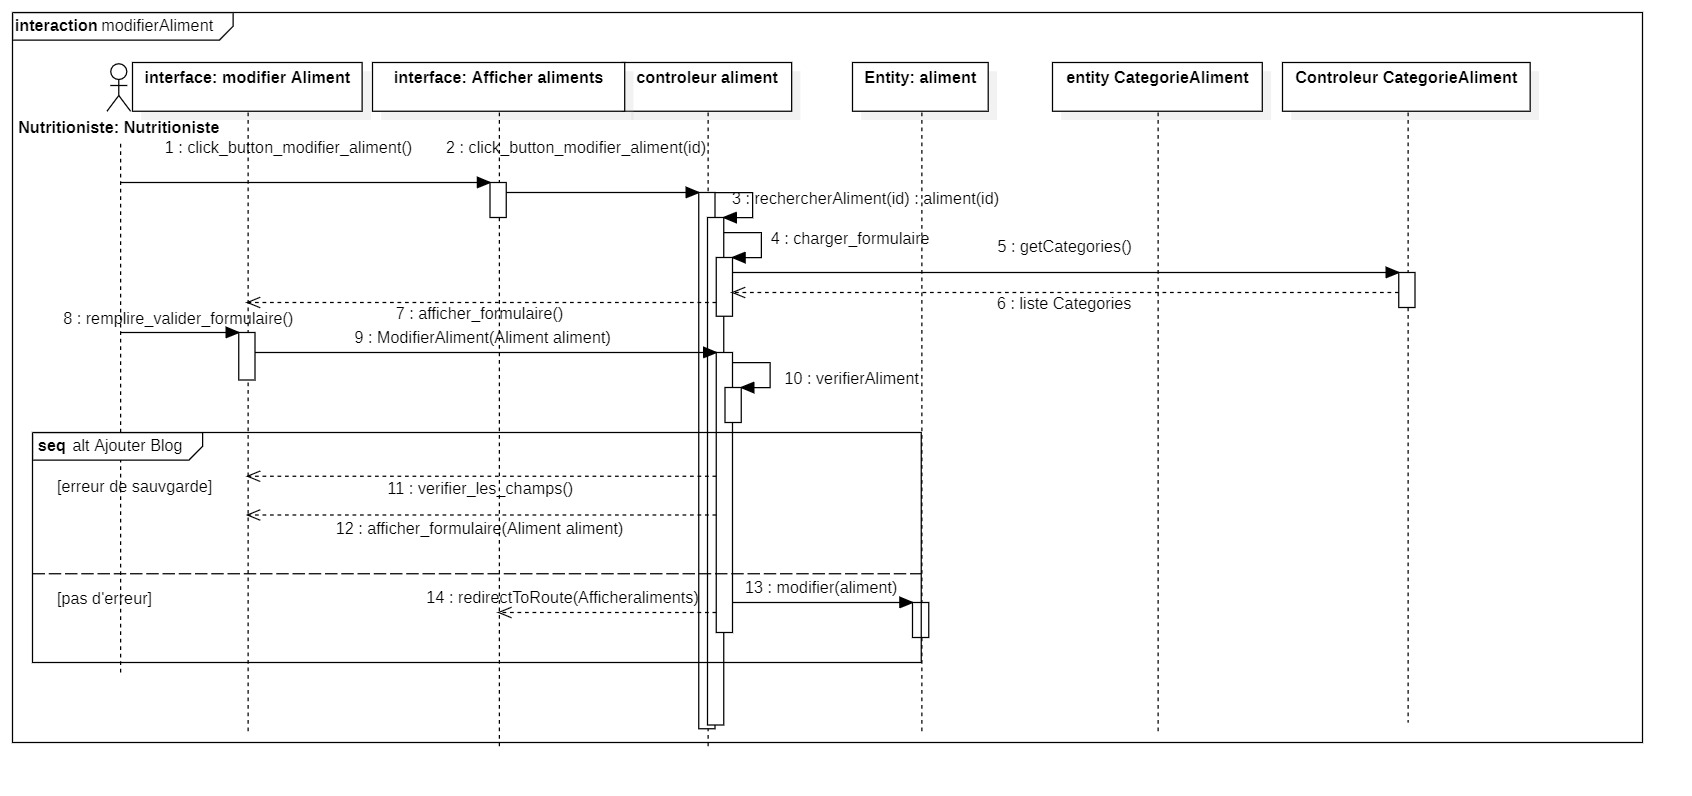 interaction modifierAliment
interface: modifier Aliment
interface: Afficher aliments
controleur aliment
Entity: aliment
entity CategorieAliment
Controleur CategorieAliment
Nutritioniste: Nutritioniste
1 : click_button_modifier_aliment()
2 : click_button_modifier_aliment(id)
3 : rechercherAliment(id) : aliment(id)
4 : charger_formulaire
5 : getCategories()
6 : liste Categories
7 : afficher_formulaire()
8 : remplire_valider_formulaire()
9 : ModifierAliment(Aliment aliment)
10 : verifierAliment
seq alt Ajouter Blog
[erreur de sauvgarde]
11 : verifier_les_champs()
12 : afficher_formulaire(Aliment aliment)
13 : modifier(aliment)
[pas d'erreur]
14 : redirectToRoute(Afficheraliments)